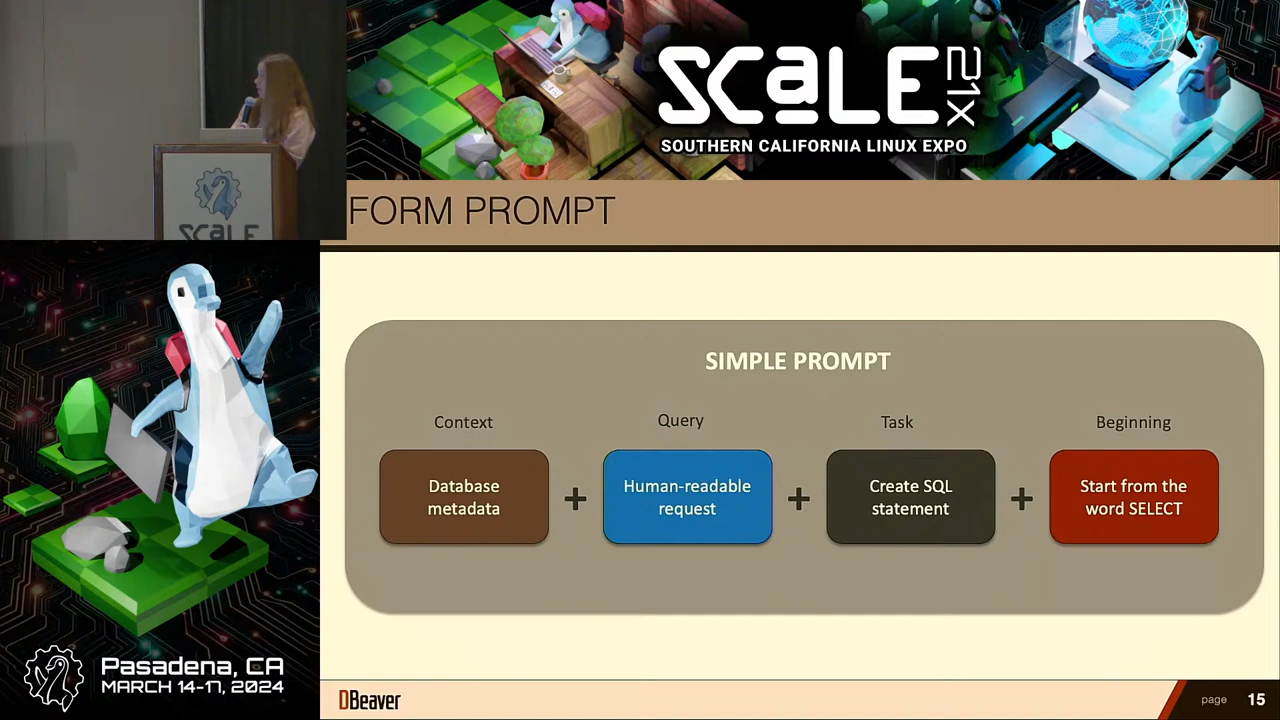 SCaLE 21X
SOUTHERN CALIFORNIA LINUX EXPO
SCALE
FORM PROMPT
SIMPLE PROMPT
Context
Query
Task
Beginning
Database
metadata
+
Human-readable
request
+
Create SQL
statement
+
Start from the
word SELECT
Pasadena, CA
MARCH 14-17, 2024
DBeaver
page 15